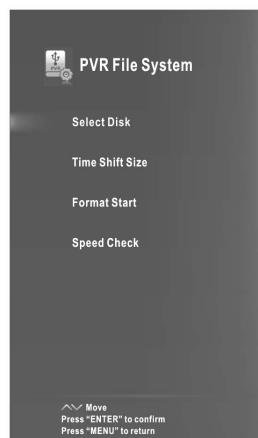 PVR File System
Select Disk
Time Shift Size
Format Start
Speed Check
Move
Press “ENTER” to confirm
Press “MENU” to return